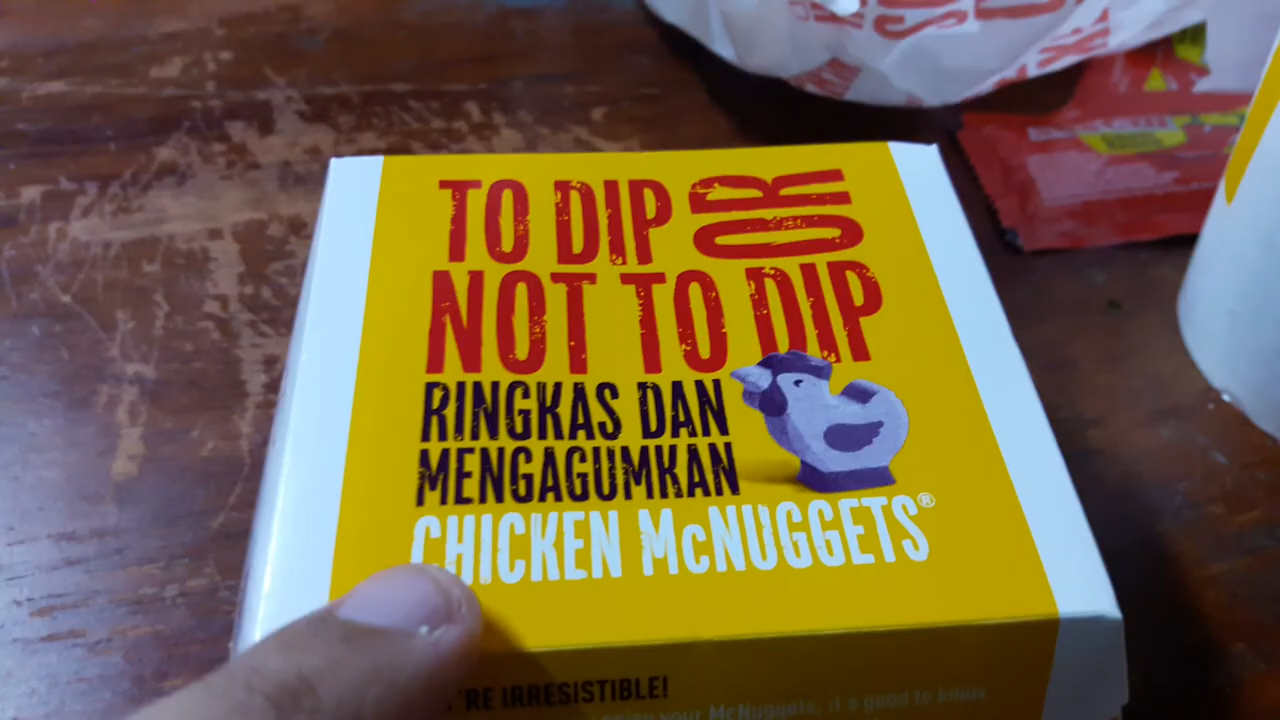 TO DIP OR
NOT TO DIP
RINGKAS DAN
MENGAGUMKAN
CHICKEN McNUGGETS®
'RE IRRESISTIBLE!
your McNuggets, it's good to know